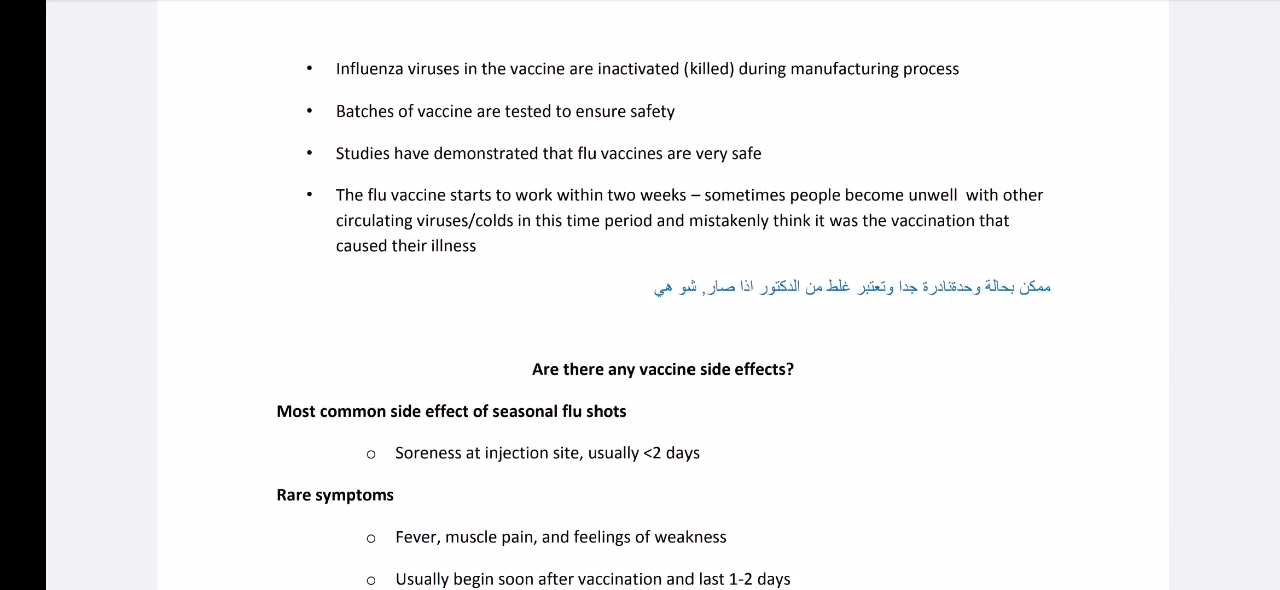 • Influenza viruses in the vaccine are inactivated (killed) during manufacturing process
• Batches of vaccine are tested to ensure safety
• Studies have demonstrated that flu vaccines are very safe
• The flu vaccine starts to work within two weeks – sometimes people become unwell with other
circulating viruses/colds in this time period and mistakenly think it was the vaccination that
caused their illness
ممكن بحالة وحدةنادرة جدا وتعتبر غلط من الدكتور اذا صار, شو هي
Are there any vaccine side effects?
Most common side effect of seasonal flu shots
o Soreness at injection site, usually <2 days
Rare symptoms
o Fever, muscle pain, and feelings of weakness
o Usually begin soon after vaccination and last 1-2 days